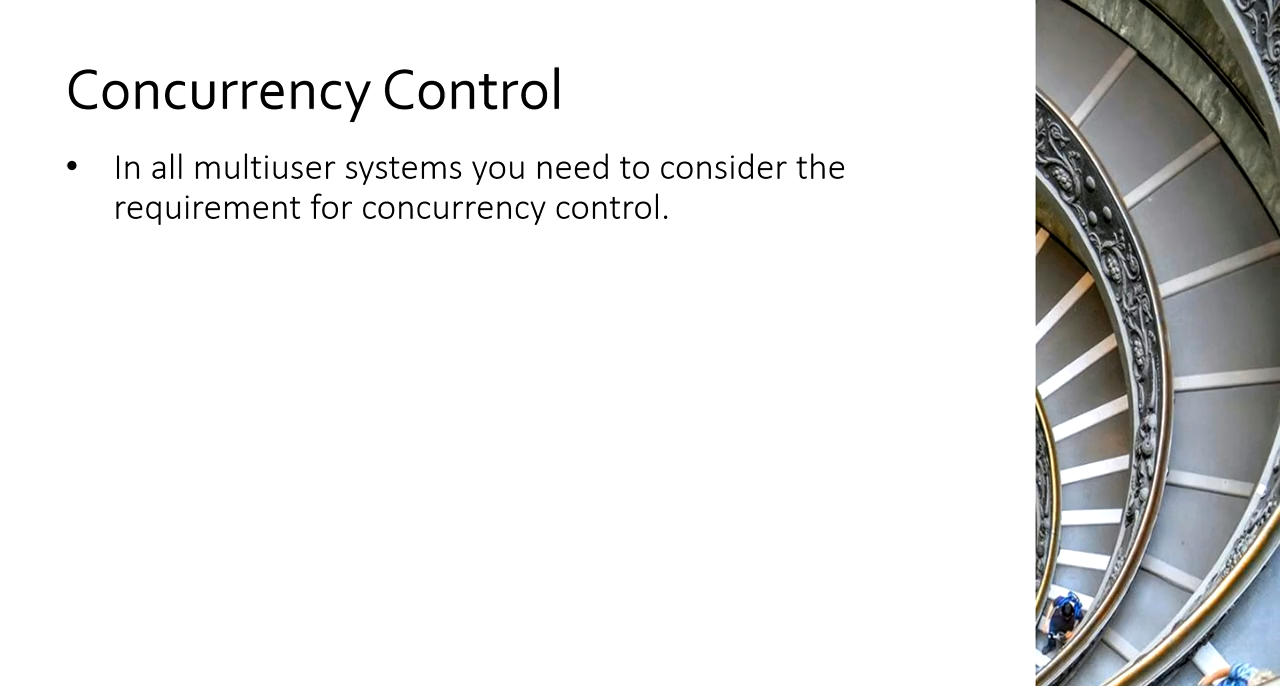 Concurrency Control
• In all multiuser systems you need to consider the
requirement for concurrency control.